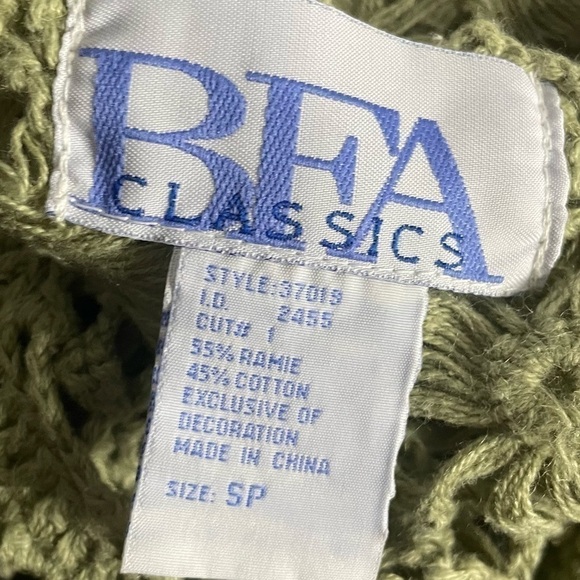 BFA
CLASSICS
STYLE:37019
I.D. 2455
CUT# 1
55% RAMIE
45% COTTON
EXCLUSIVE OF
DECORATION
MADE IN CHINA
SIZE: SP